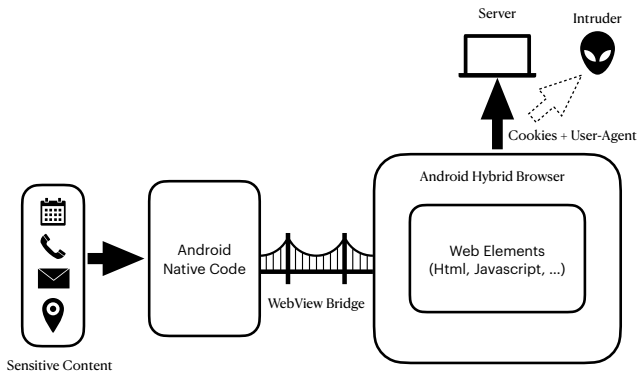 Server
Intruder
Cookies + User-Agent
Android Hybrid Browser
Android
Native Code
Web Elements
(Html, Javascript, ...)
WebView Bridge
Sensitive Content